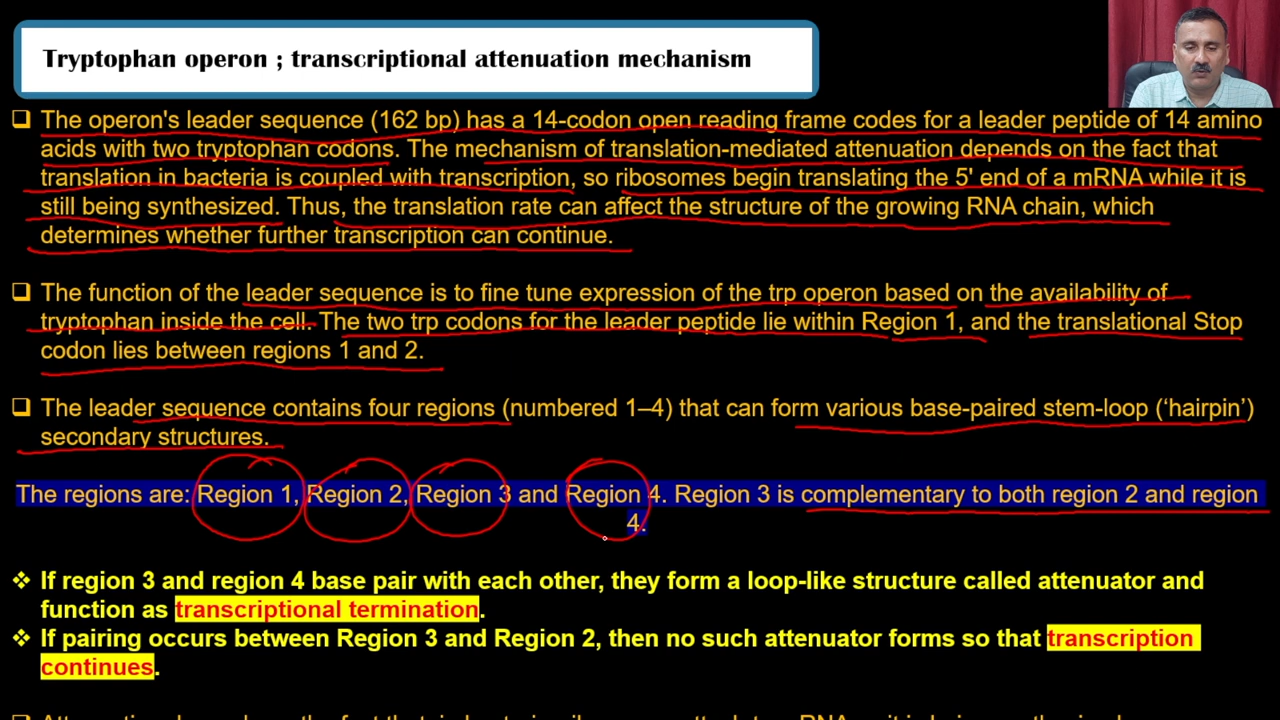 Tryptophan operon ; transcriptional attenuation mechanism
❑ The operon's leader sequence (162 bp) has a 14-codon open reading frame codes for a leader peptide of 14 amino
acids with two tryptophan codons. The mechanism of translation-mediated attenuation depends on the fact that
translation in bacteria is coupled with transcription, so ribosomes begin translating the 5' end of a mRNA while it is
still being synthesized. Thus, the translation rate can affect the structure of the growing RNA chain, which
determines whether further transcription can continue.
❑ The function of the leader sequence is to fine tune expression of the trp operon based on the availability of
tryptophan inside the cell. The two trp codons for the leader peptide lie within Region 1, and the translational Stop
codon lies between regions 1 and 2.
❑ The leader sequence contains four regions (numbered 1–4) that can form various base-paired stem-loop (‘hairpin’)
secondary structures.
The regions are: Region 1, Region 2, Region 3 and Region 4. Region 3 is complementary to both region 2 and region
4.
❖ If region 3 and region 4 base pair with each other, they form a loop-like structure called attenuator and
function as transcriptional termination.
❖ If pairing occurs between Region 3 and Region 2, then no such attenuator forms so that transcription
continues.